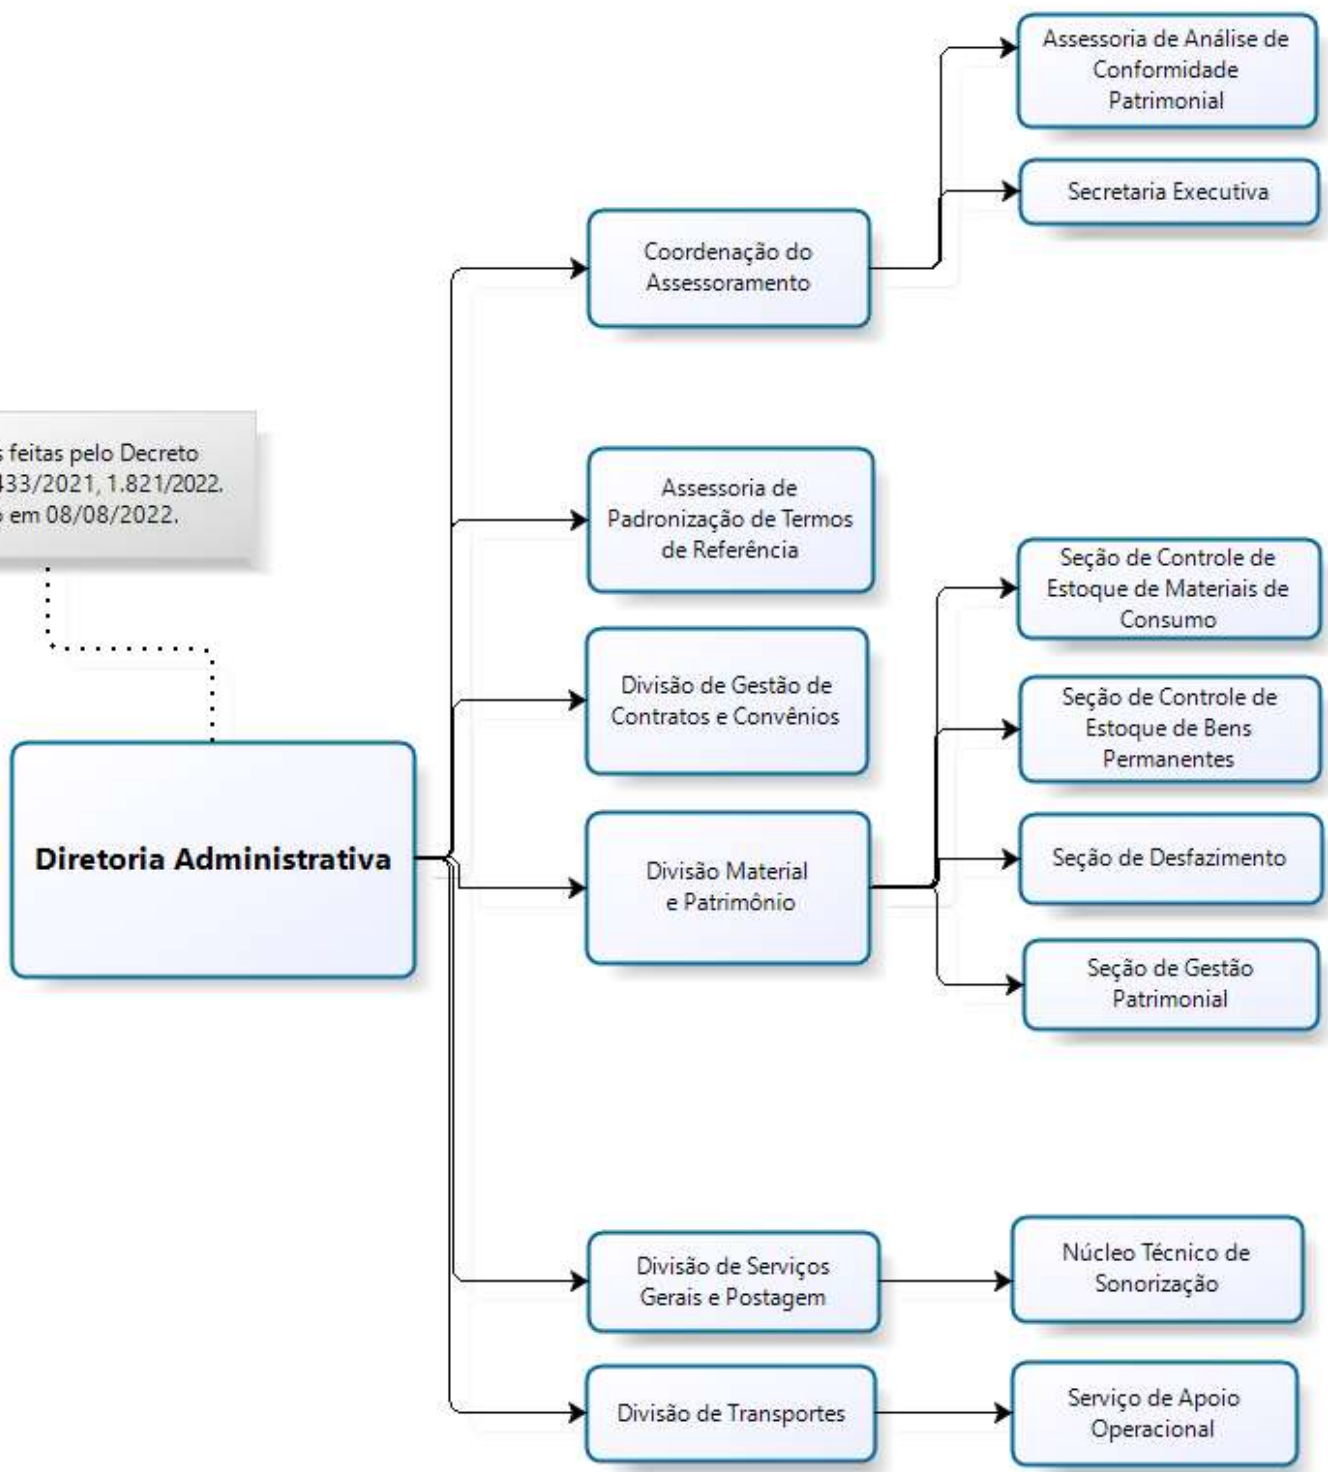 Assessoria de Análise de
Conformidade
Patrimonial
Secretaria Executiva
Coordenação do
Assessoramento
feitas pelo Decreto
433/2021, 1.821/2022.
em 08/08/2022.
Assessoria de
Padronização de Termos
de Referência
Seção de Controle de
Estoque de Materiais de
Consumo
Divisão de Gestão de
Contratos e Convênios
Seção de Controle de
Estoque de Bens
Permanentes
Diretoria Administrativa
Divisão Material
e Patrimônio
Seção de Desfazimento
Seção de Gestão
Patrimonial
Divisão de Serviços
Gerais e Postagem
Núcleo Técnico de
Sonorização
Divisão de Transportes
Serviço de Apoio
Operacional